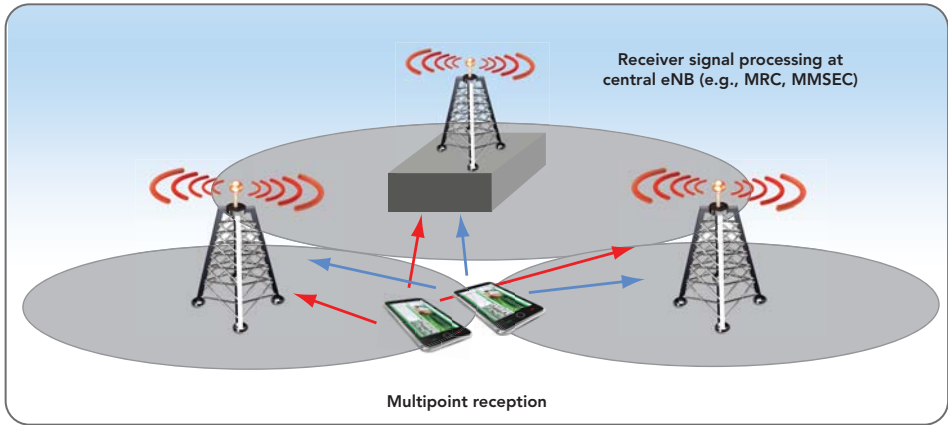 Receiver signal processing at
central eNB (e.g., MRC, MMSEC)
Multipoint reception